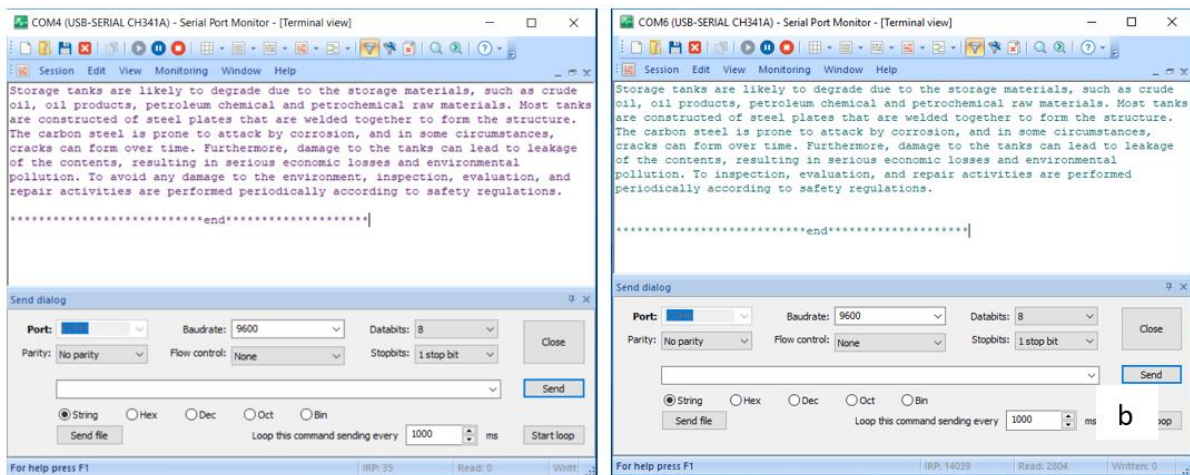 COM4 (USB-SERIAL CH341A) - Serial Port Monitor - [Terminal view]
Session Edit View Monitoring Window Help
Storage tanks are likely to degrade due to the storage materials, such as crude
oil, oil products, petroleum chemical and petrochemical raw materials. Most tanks
are constructed of steel plates that are welded together to form the structure.
The carbon steel is prone to attack by corrosion, and in some circumstances,
cracks can form over time. Furthermore, damage to the tanks can lead to leakage
of the contents, resulting in serious economic losses and environmental
pollution. To avoid any damage to the environment, inspection, evaluation, and
repair activities are performed periodically according to safety regulations.
***************************end********************
Send dialog
Port: Baudrate: 9600 Databits: 8 Close
Parity: No parity Flow control: None Stopbits: 1 stop bit
Send
String Hex Dec Oct Bin
Send file Loop this command sending every 1000 ms Start loop
For help press F1 IRP: 35 Read: 0 Writt
COM6 (USB-SERIAL CH341A) - Serial Port Monitor - [Terminal view]
Session Edit View Monitoring Window Help
Storage tanks are likely to degrade due to the storage materials, such as crude
oil, oil products, petroleum chemical and petrochemical raw materials. Most tanks
are constructed of steel plates that are welded together to form the structure.
The carbon steel is prone to attack by corrosion, and in some circumstances,
cracks can form over time. Furthermore, damage to the tanks can lead to leakage
of the contents, resulting in serious economic losses and environmental
pollution. To inspection, evaluation, and repair activities are performed
periodically according to safety regulations.
***************************end********************
Send dialog
Port: Baudrate: 9600 Databits: 8 Close
Parity: No parity Flow control: None Stopbits: 1 stop bit
Send
String Hex Dec Oct Bin
Send file Loop this command sending every 1000 ms b
For help press F1 IRP: 14039 Read: 2804 Written: 0